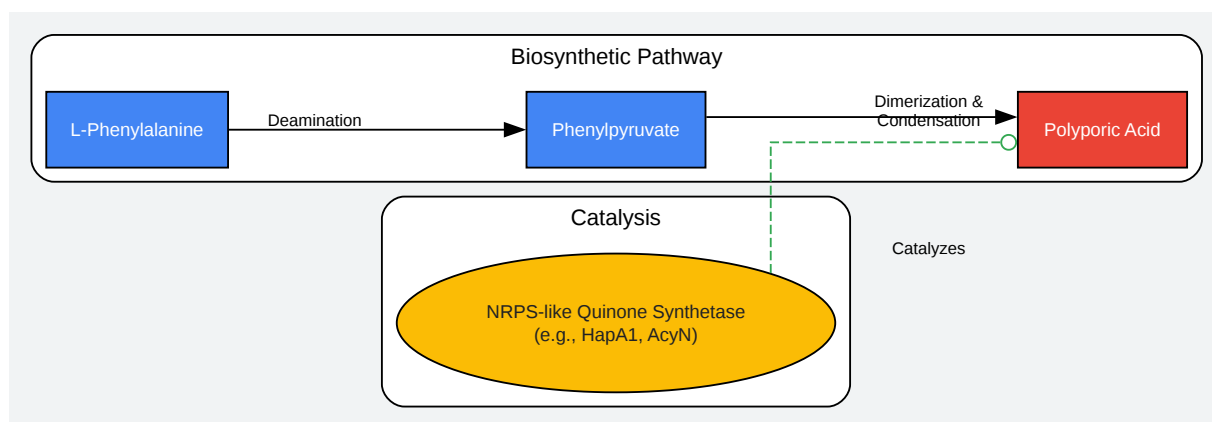 Biosynthetic Pathway
L-Phenylalanine
Deamination
Phenylpyruvate
Dimerization &
Condensation
Polyporic Acid
Catalysis
Catalyzes
NRPS-like Quinone Synthetase
(e.g., HapA1, AcyN)